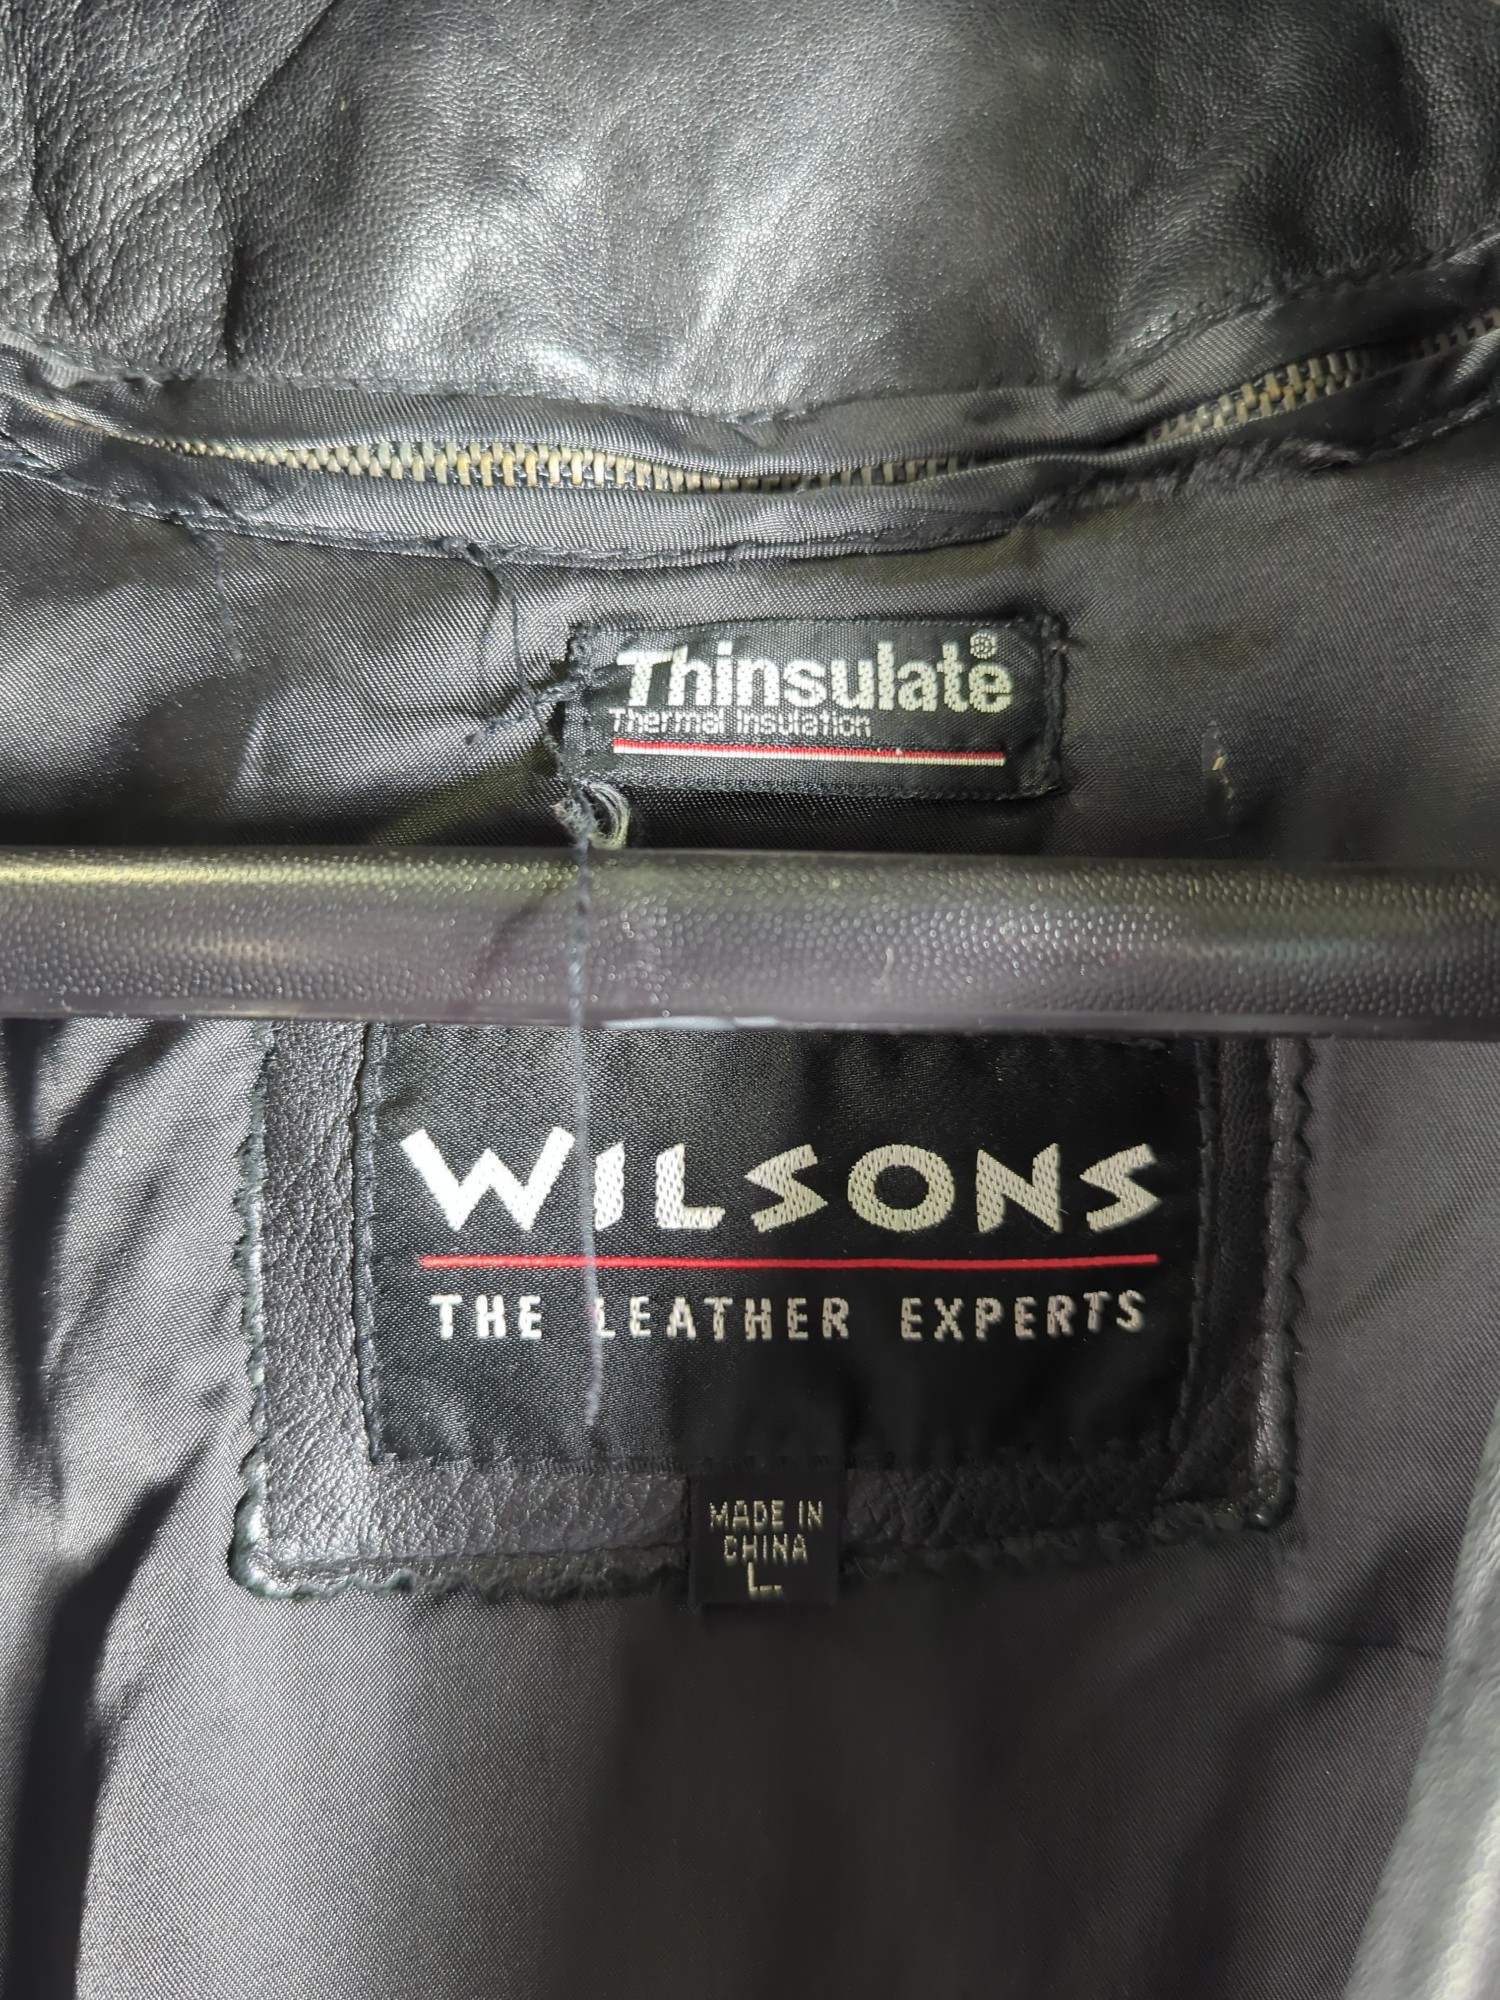 Thinsulate®
Thermal Insulation
WILSONS
THE LEATHER EXPERTS
MADE IN
CHINA
L.